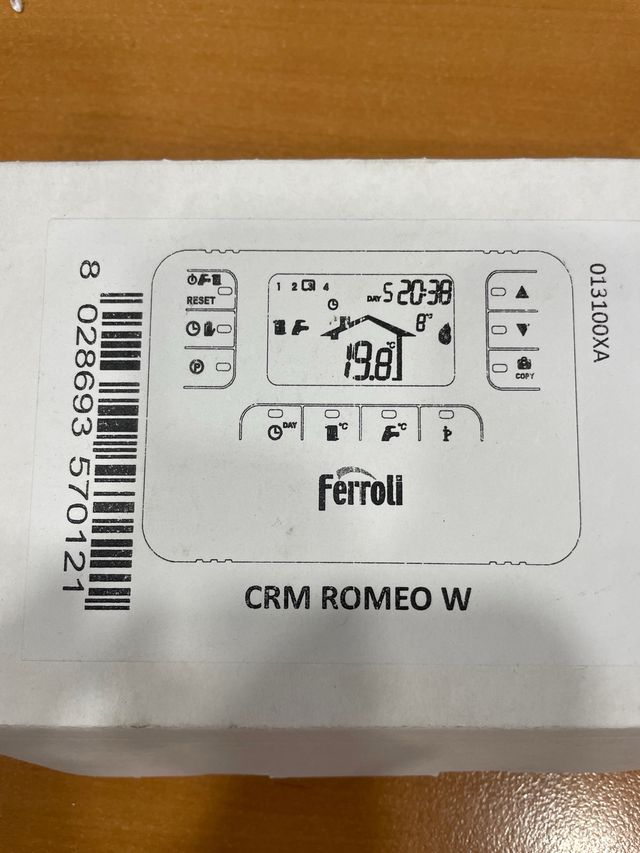 1 2 3 4
DAY 5 20:38
RESET
8°3
19.8°C
P
COPY
DAY
°C
°C
i
ferroli
CRM ROMEO W
8 028693 570121
013100XA